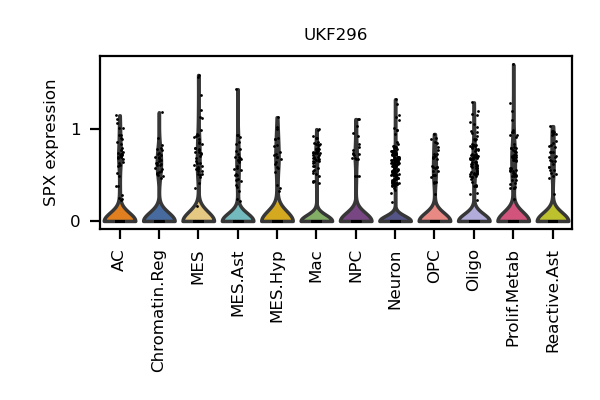 UKF296
SPX expression
1
0
AC
Chromatin.Reg
MES
MES.Ast
MES.Hyp
Mac
NPC
Neuron
OPC
Oligo
Prolif.Metab
Reactive.Ast